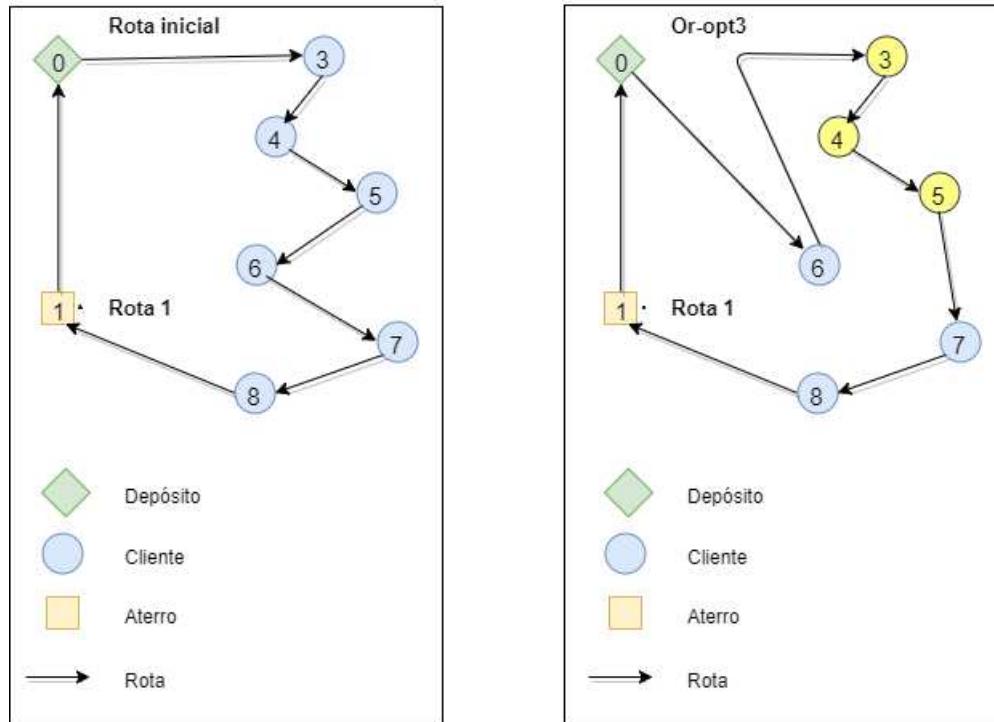 Rota inicial
0
3
4
5
6
1
Rota 1
7
8
Depósito
Cliente
Aterro
Rota
Or-opt3
0
3
4
5
6
1
Rota 1
7
8
Depósito
Cliente
Aterro
Rota